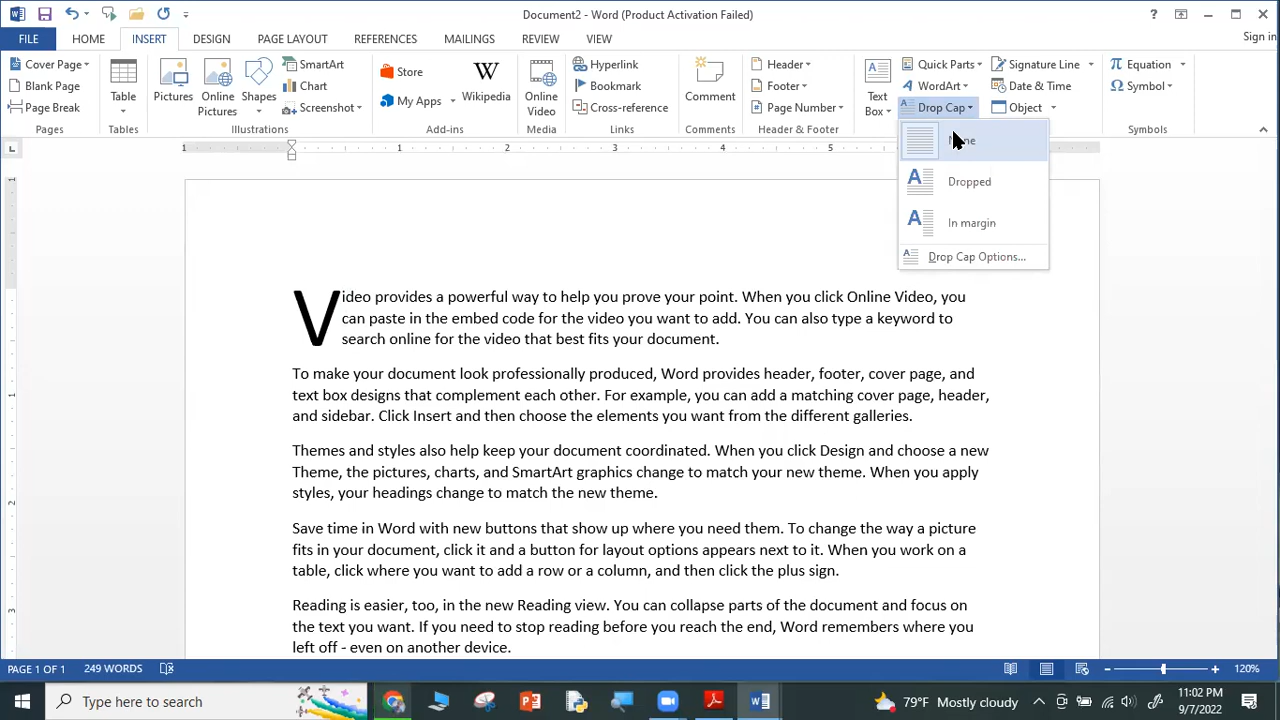 Document2 - Word (Product Activation Failed)
?
FILE HOME INSERT DESIGN PAGE LAYOUT REFERENCES MAILINGS REVIEW VIEW Sign in
Cover Page
Blank Page
Page Break
Table
Pictures
Online Pictures
Shapes
SmartArt
Chart
Screenshot
Store
My Apps
W
Wikipedia
Online Video
Hyperlink
Bookmark
Cross-reference
Comment
Header
Footer
Page Number
Text Box
Quick Parts
WordArt
Drop Cap
Signature Line
Date & Time
Object
Equation
Symbol
Pages Tables Illustrations Add-ins Media Links Comments Header & Footer Symbols
Dropped
In margin
Drop Cap Options...
1 1 2 3 4 5
1
1
2
3
Video provides a powerful way to help you prove your point. When you click Online Video, you
can paste in the embed code for the video you want to add. You can also type a keyword to
search online for the video that best fits your document.
To make your document look professionally produced, Word provides header, footer, cover page, and
text box designs that complement each other. For example, you can add a matching cover page, header,
and sidebar. Click Insert and then choose the elements you want from the different galleries.
Themes and styles also help keep your document coordinated. When you click Design and choose a new
Theme, the pictures, charts, and SmartArt graphics change to match your new theme. When you apply
styles, your headings change to match the new theme.
Save time in Word with new buttons that show up where you need them. To change the way a picture
fits in your document, click it and a button for layout options appears next to it. When you work on a
table, click where you want to add a row or a column, and then click the plus sign.
Reading is easier, too, in the new Reading view. You can collapse parts of the document and focus on
the text you want. If you need to stop reading before you reach the end, Word remembers where you
left off - even on another device.
PAGE 1 OF 1 249 WORDS 120%
Type here to search
79°F Mostly cloudy
11:02 PM
9/7/2022